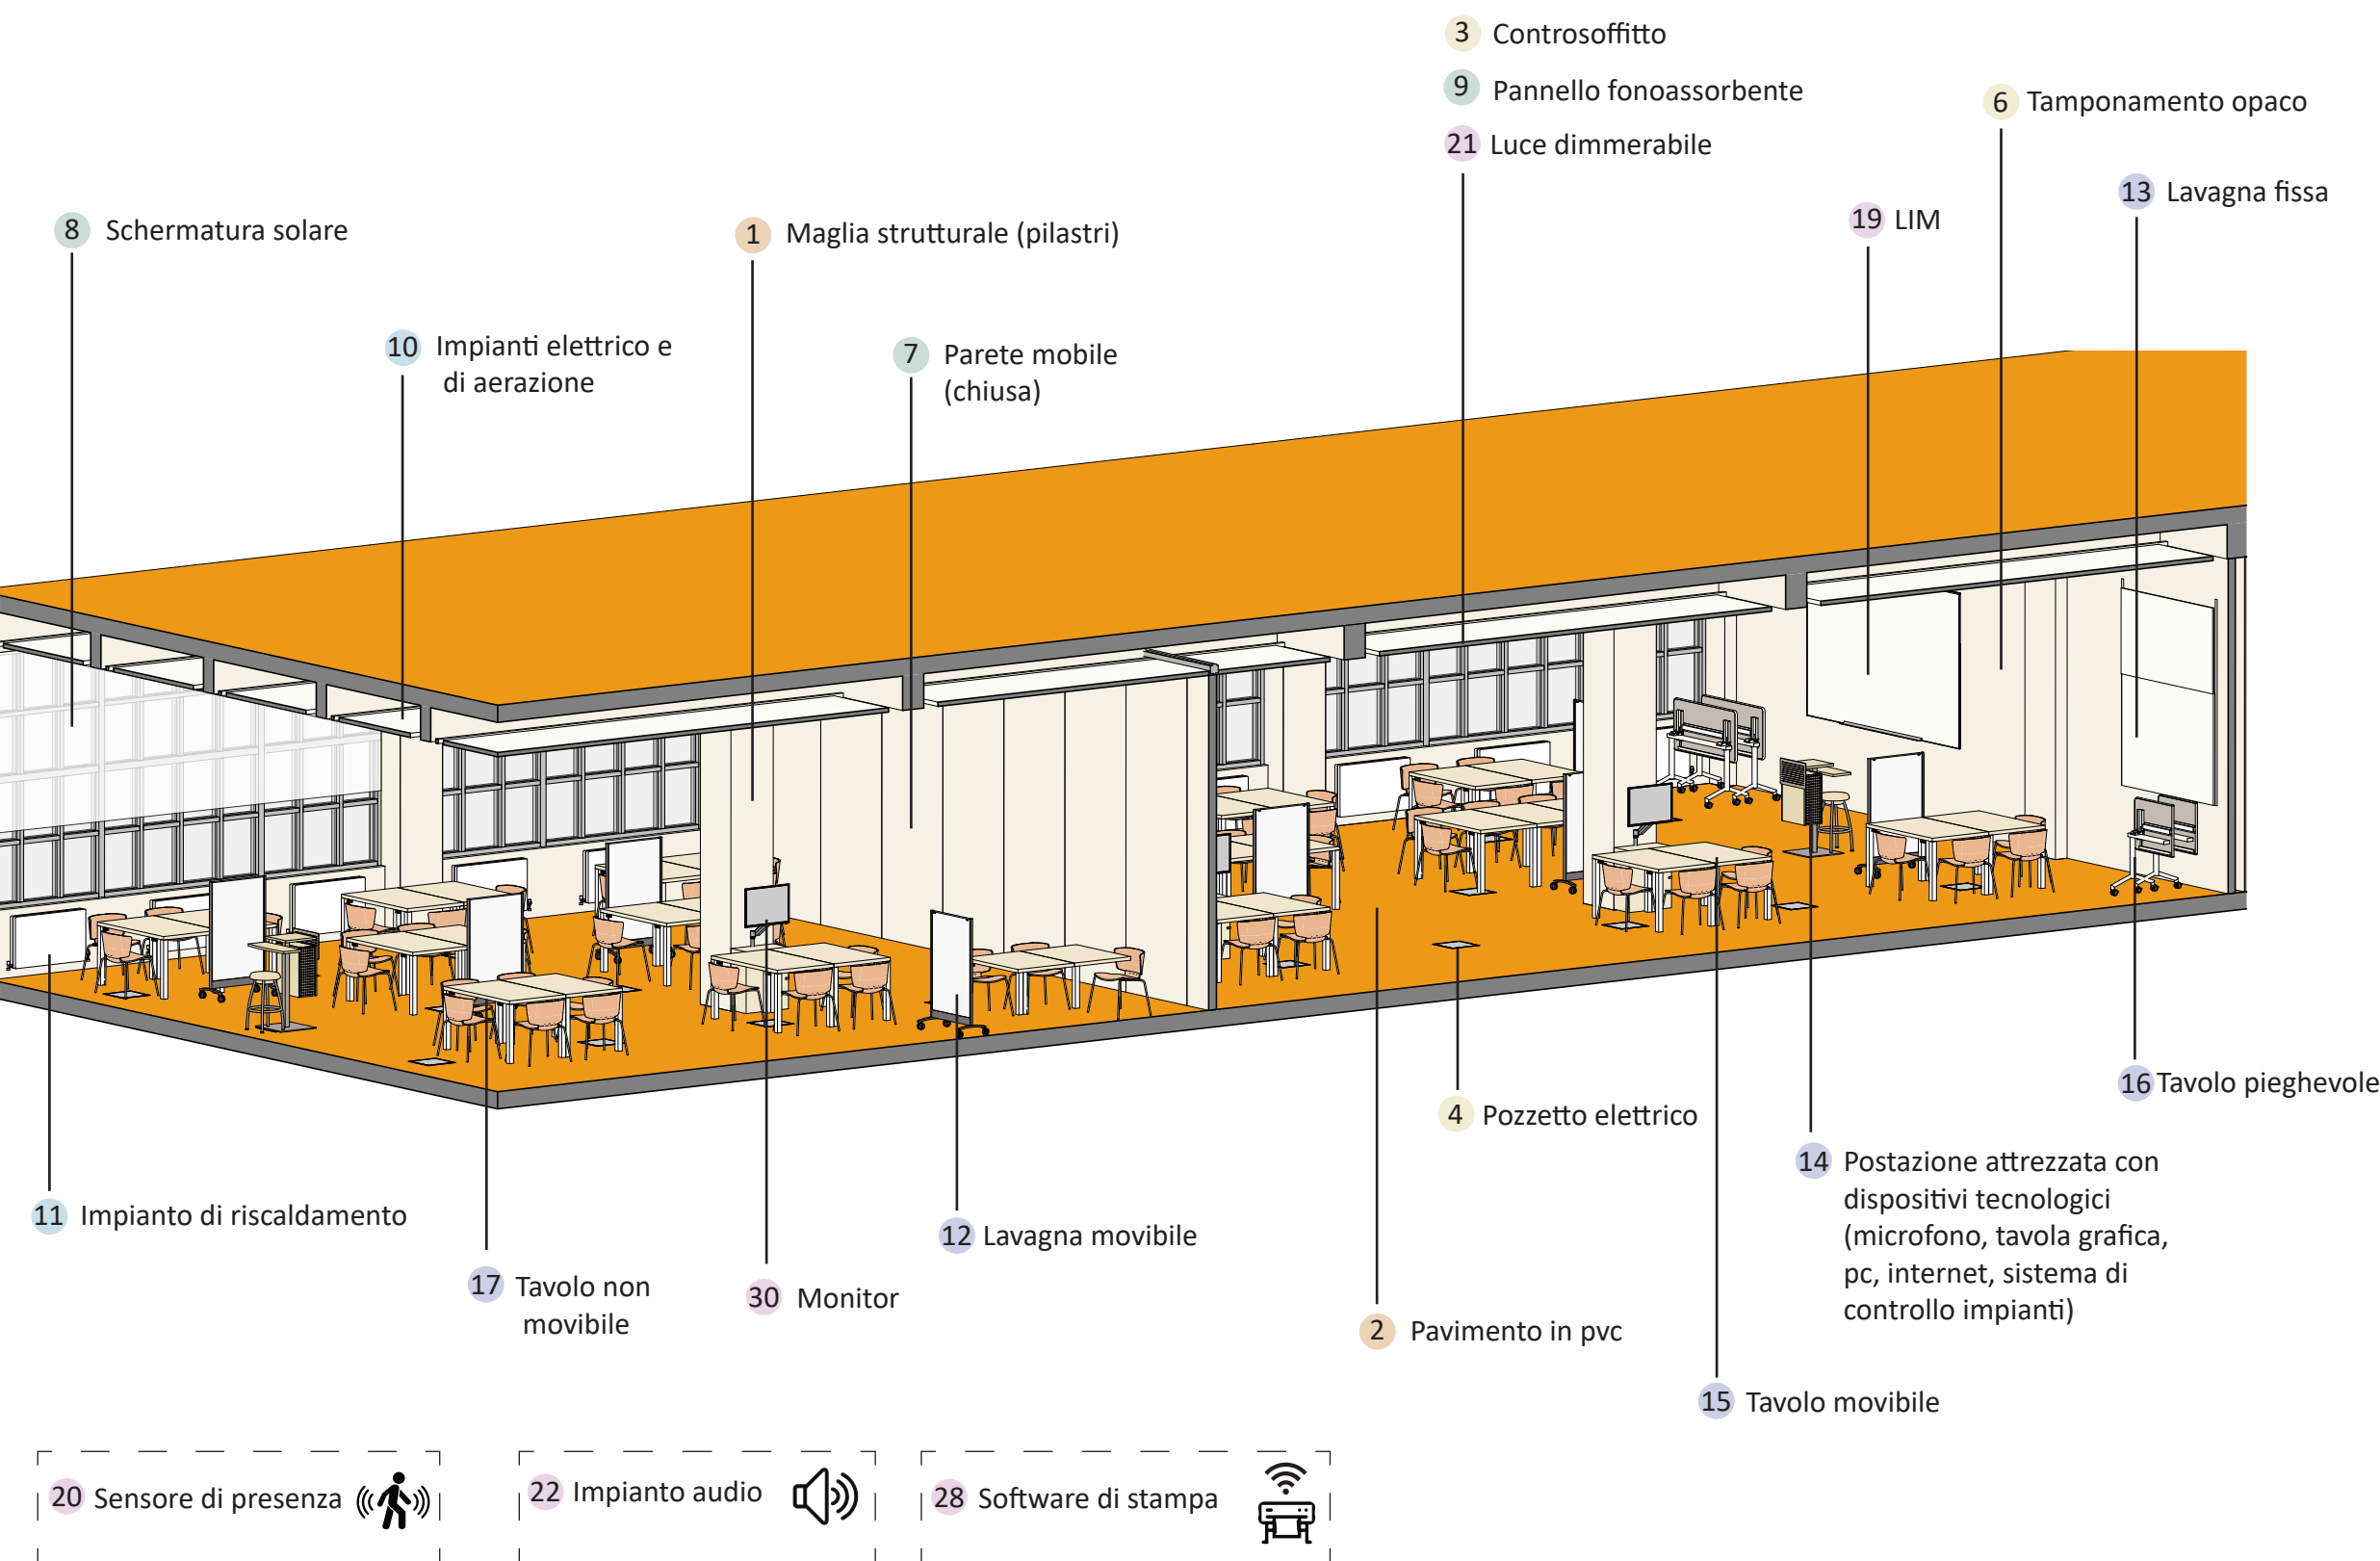 3 Controsoffitto
9 Pannello fonoassorbente
21 Luce dimmerabile
6 Tamponamento opaco
13 Lavagna fissa
19 LIM
8 Schermatura solare
1 Maglia strutturale (pilastri)
10 Impianti elettrico e
di aerazione
7 Parete mobile
(chiusa)
16 Tavolo pieghevole
4 Pozzetto elettrico
14 Postazione attrezzata con
dispositivi tecnologici
(microfono, tavola grafica,
pc, internet, sistema di
controllo impianti)
11 Impianto di riscaldamento
12 Lavagna movibile
17 Tavolo non
movibile
30 Monitor
2 Pavimento in pvc
15 Tavolo movibile
20 Sensore di presenza
22 Impianto audio
28 Software di stampa